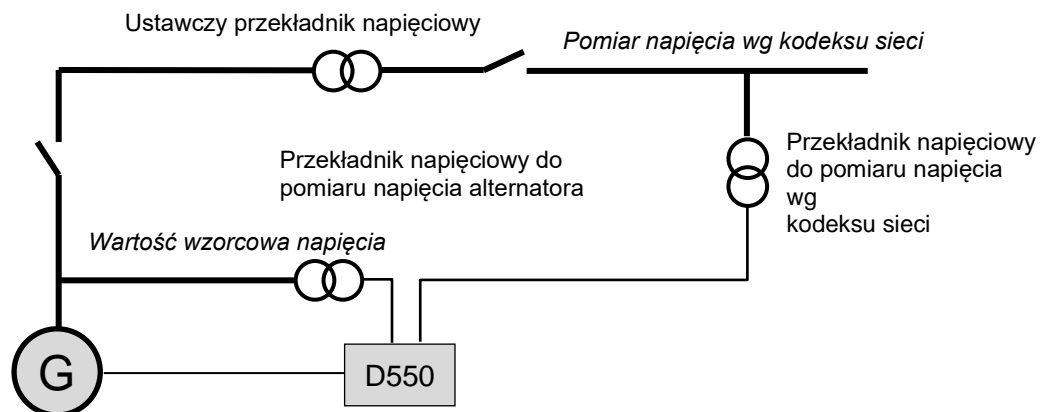 Ustawczy przekładnik napięciowy
Pomiar napięcia wg kodeksu sieci
Przekładnik napięciowy
do pomiaru napięcia
wg
kodeksu sieci
Przekładnik napięciowy do
pomiaru napięcia alternatora
Wartość wzorcowa napięcia
G
D550